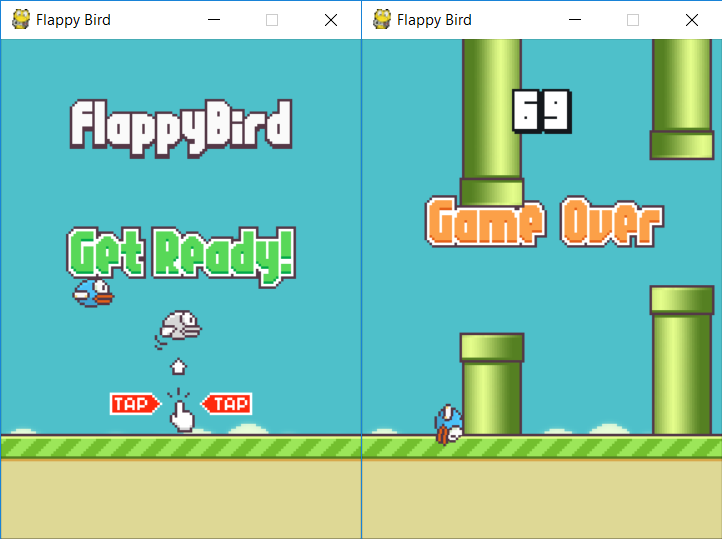 Flappy Bird
FlappyBird
Get Ready!
TAP TAP
Flappy Bird
69
Game Over